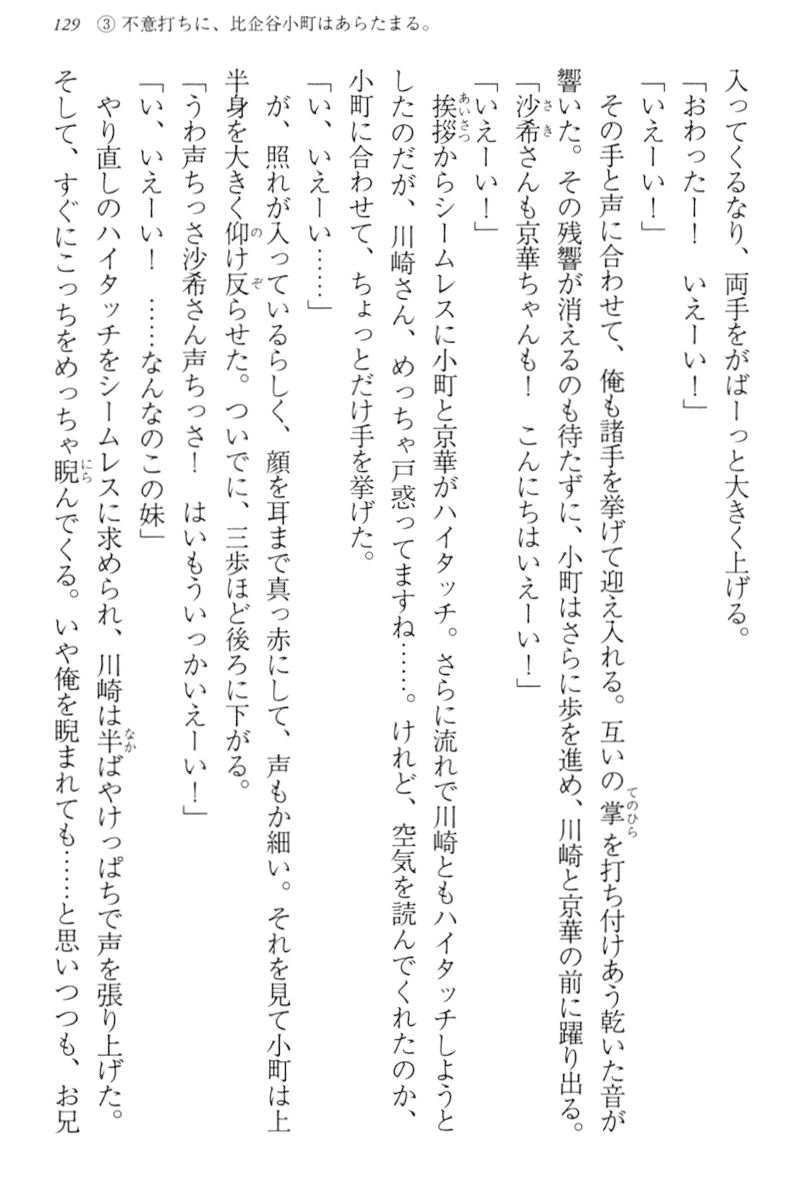 129 ③ 不意打ちに、比企谷小町はあらたまる。
入ってくるなり、両手をがばーっと大きく上げる。
「おわったー！　いえーい！」
「いえーい！」
　その手と声に合わせて、俺も諸手を挙げて迎え入れる。互いの掌を打ち付けあう乾いた音が
響いた。その残響が消えるのも待たずに、小町はさらに歩を進め、川崎と京華の前に躍り出る。
「沙希さんも京華ちゃんも！　こんにちはいえーい！」
「いえーい！」
　挨拶からシームレスに小町と京華がハイタッチ。さらに流れで川崎ともハイタッチしようと
したのだが、川崎さん、めっちゃ戸惑ってますね……。けれど、空気を読んでくれたのか、
小町に合わせて、ちょっとだけ手を挙げた。
「い、いえーい……」
　が、照れが入っているらしく、顔を耳まで真っ赤にして、声もか細い。それを見て小町は上
半身を大きく仰け反らせた。ついでに、三歩ほど後ろに下がる。
「うわ声ちっさ沙希さん声ちっさ！　はいもういっかいえーい！」
「い、いえーい！　……なんなのこの妹」
　やり直しのハイタッチをシームレスに求められ、川崎は半ばやけっぱちで声を張り上げた。
そして、すぐにこっちをめっちゃ睨んでくる。いや俺を睨まれても……と思いつつも、お兄